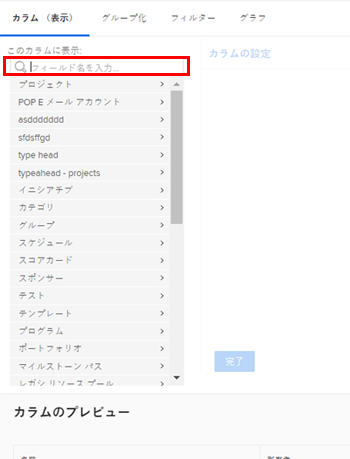 カラム (表示) グループ化 フィルター グラフ
このカラムに表示: カラムの設定
フィールド名を入力...
プロジェクト
POP E メール アカウント
asddddddd
sfdsffgd
type head
typeahead - projects
イニシアチブ
カテゴリ
グループ
スケジュール
スコアカード
スポンサー
テスト
テンプレート
プログラム
ポートフォリオ
マイルストーン パス
レガシ リソース プール
完了
カラムのプレビュー